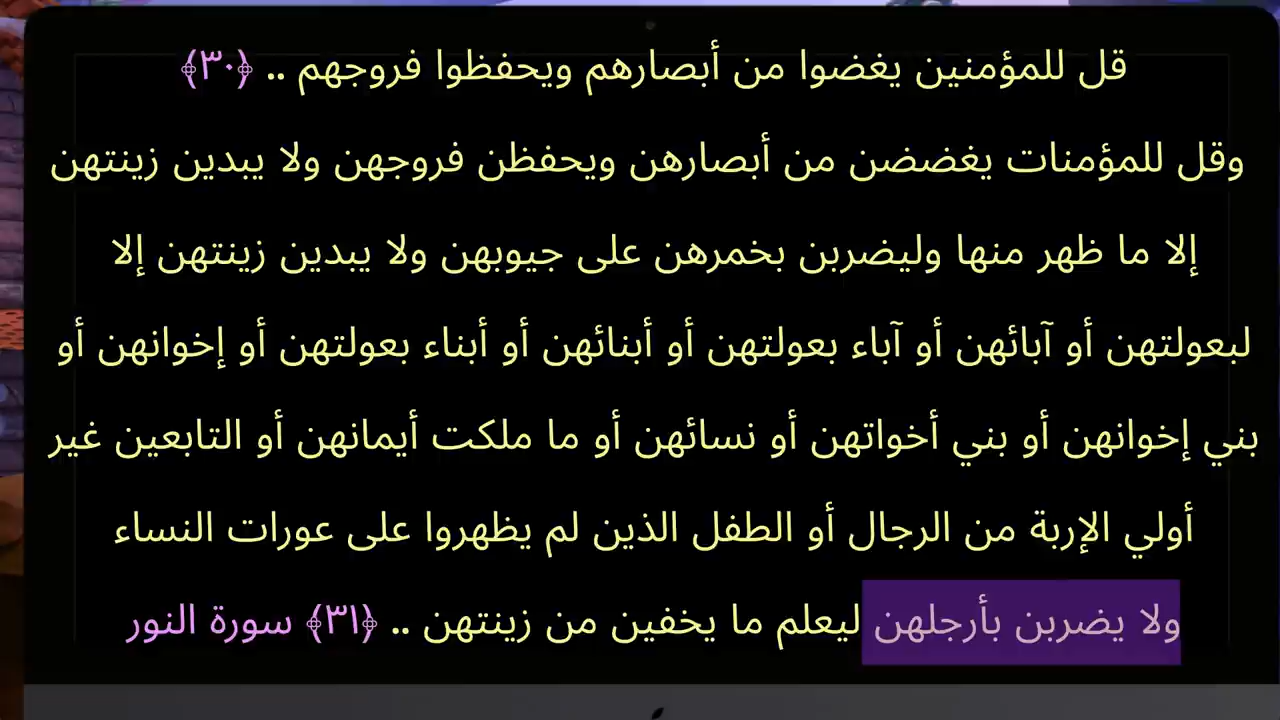 قل للمؤمنين يغضوا من أبصارهم ويحفظوا فروجهم .. ﴿٣٠﴾
وقل للمؤمنات يغضضن من أبصارهن ويحفظن فروجهن ولا يبدين زينتهن
إلا ما ظهر منها وليضربن بخمرهن على جيوبهن ولا يبدين زينتهن إلا
لبعولتهن أو آبائهن أو آباء بعولتهن أو أبنائهن أو أبناء بعولتهن أو إخوانهن أو
بني إخوانهن أو بني أخواتهن أو نسائهن أو ما ملكت أيمانهن أو التابعين غير
أولي الإربة من الرجال أو الطفل الذين لم يظهروا على عورات النساء
ولا يضربن بأرجلهن ليعلم ما يخفين من زينتهن .. ﴿٣١﴾ سورة النور